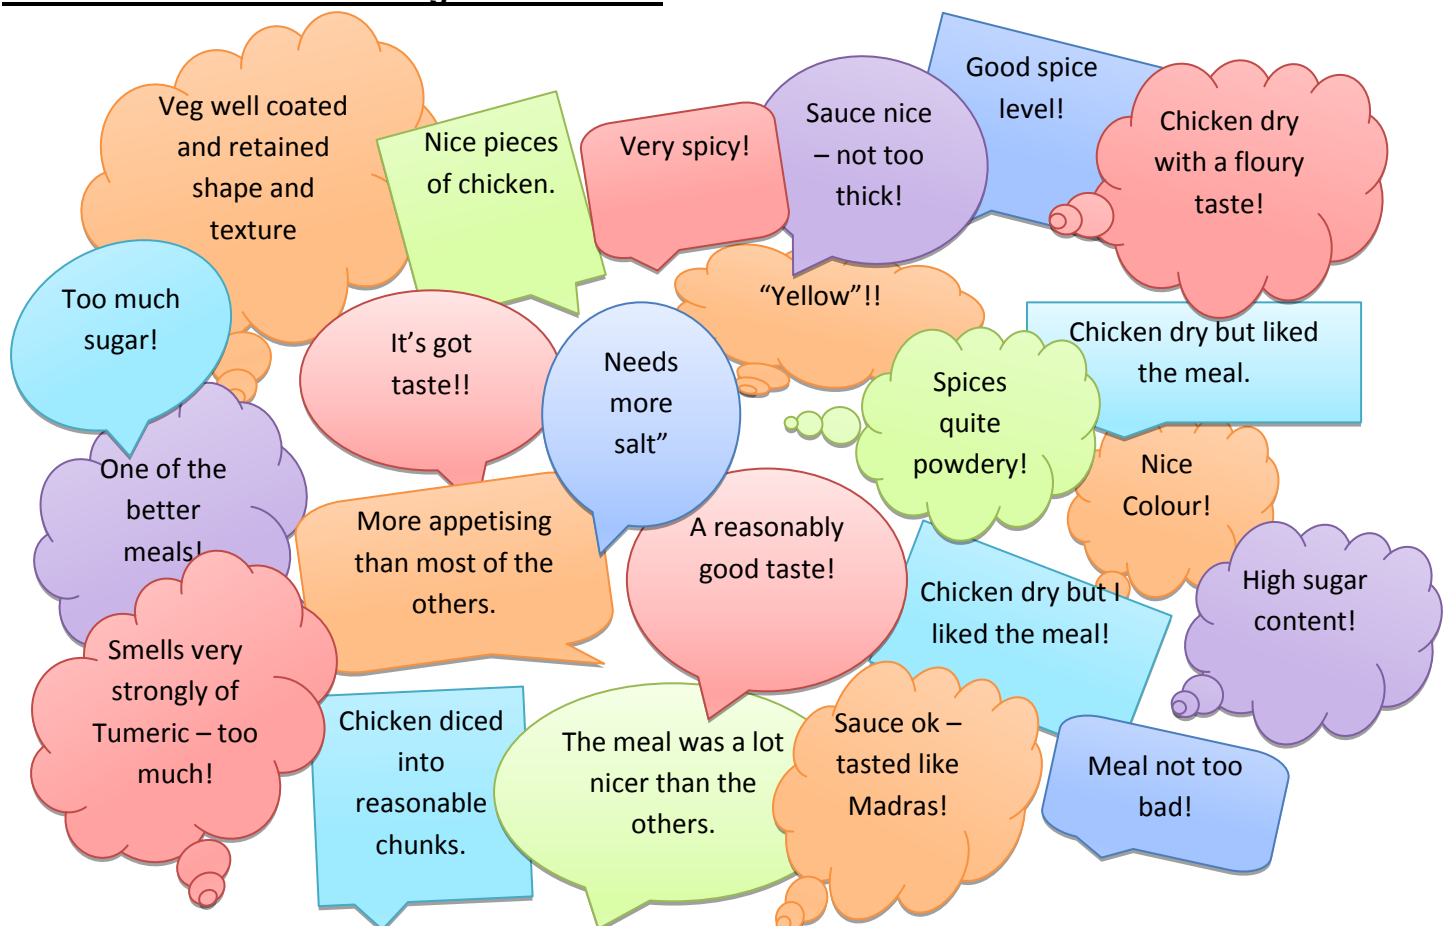 Veg well coated
and retained
shape and
texture
Nice pieces
of chicken.
Very spicy!
Sauce nice
– not too
thick!
Good spice
level!
Chicken dry
with a floury
taste!
Too much
sugar!
It’s got
taste!!
Needs
more
salt”
“Yellow”!!
Spices
quite
powdery!
Chicken dry but liked
the meal.
One of the
better
meals!
More appetising
than most of the
others.
A reasonably
good taste!
Nice
Colour!
Chicken dry but I
liked the meal!
High sugar
content!
Smells very
strongly of
Tumeric – too
much!
Chicken diced
into
reasonable
chunks.
The meal was a lot
nicer than the
others.
Sauce ok –
tasted like
Madras!
Meal not too
bad!